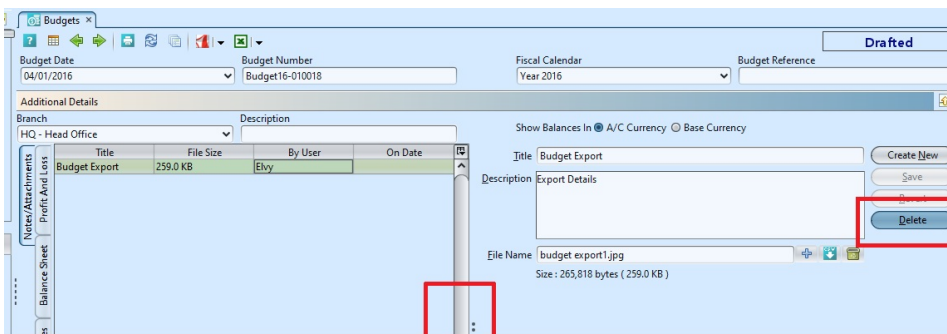 Budgets ×
Drafted
Budget Date
Budget Number
Fiscal Calendar
Budget Reference
04/01/2016
Budget16-010018
Year 2016
Additional Details
Branch
Description
HQ - Head Office
Show Balances In A/C Currency Base Currency
Title File Size By User On Date
Budget Export 259.0 KB Elvy
Notes/Attachments
Profit And Loss
Balance Sheet
Title Budget Export
Create New
Description Export Details
Save
Delete
File Name budget export1.jpg
Size : 265,818 bytes ( 259.0 KB )